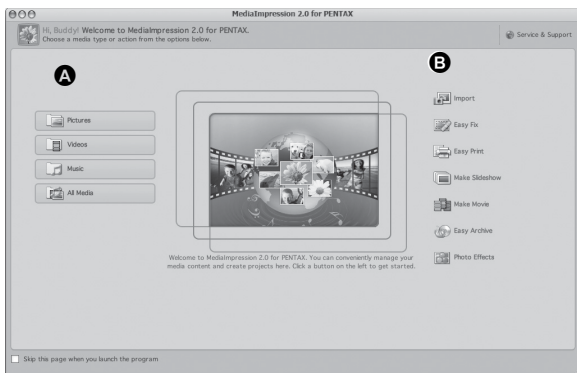 MediaImpression 2.0 for PENTAX
Hi, Buddy! Welcome to MediaImpression 2.0 for PENTAX.
Choose a media type or action from the options below.
Service & Support
A
Pictures
Videos
Music
All Media
B
Import
Easy Fix
Easy Print
Make Slideshow
Make Movie
Easy Archive
Photo Effects
Welcome to MediaImpression 2.0 for PENTAX. You can conveniently manage your
media content and create projects here. Click a button on the left to get started.
Skip this page when you launch the program